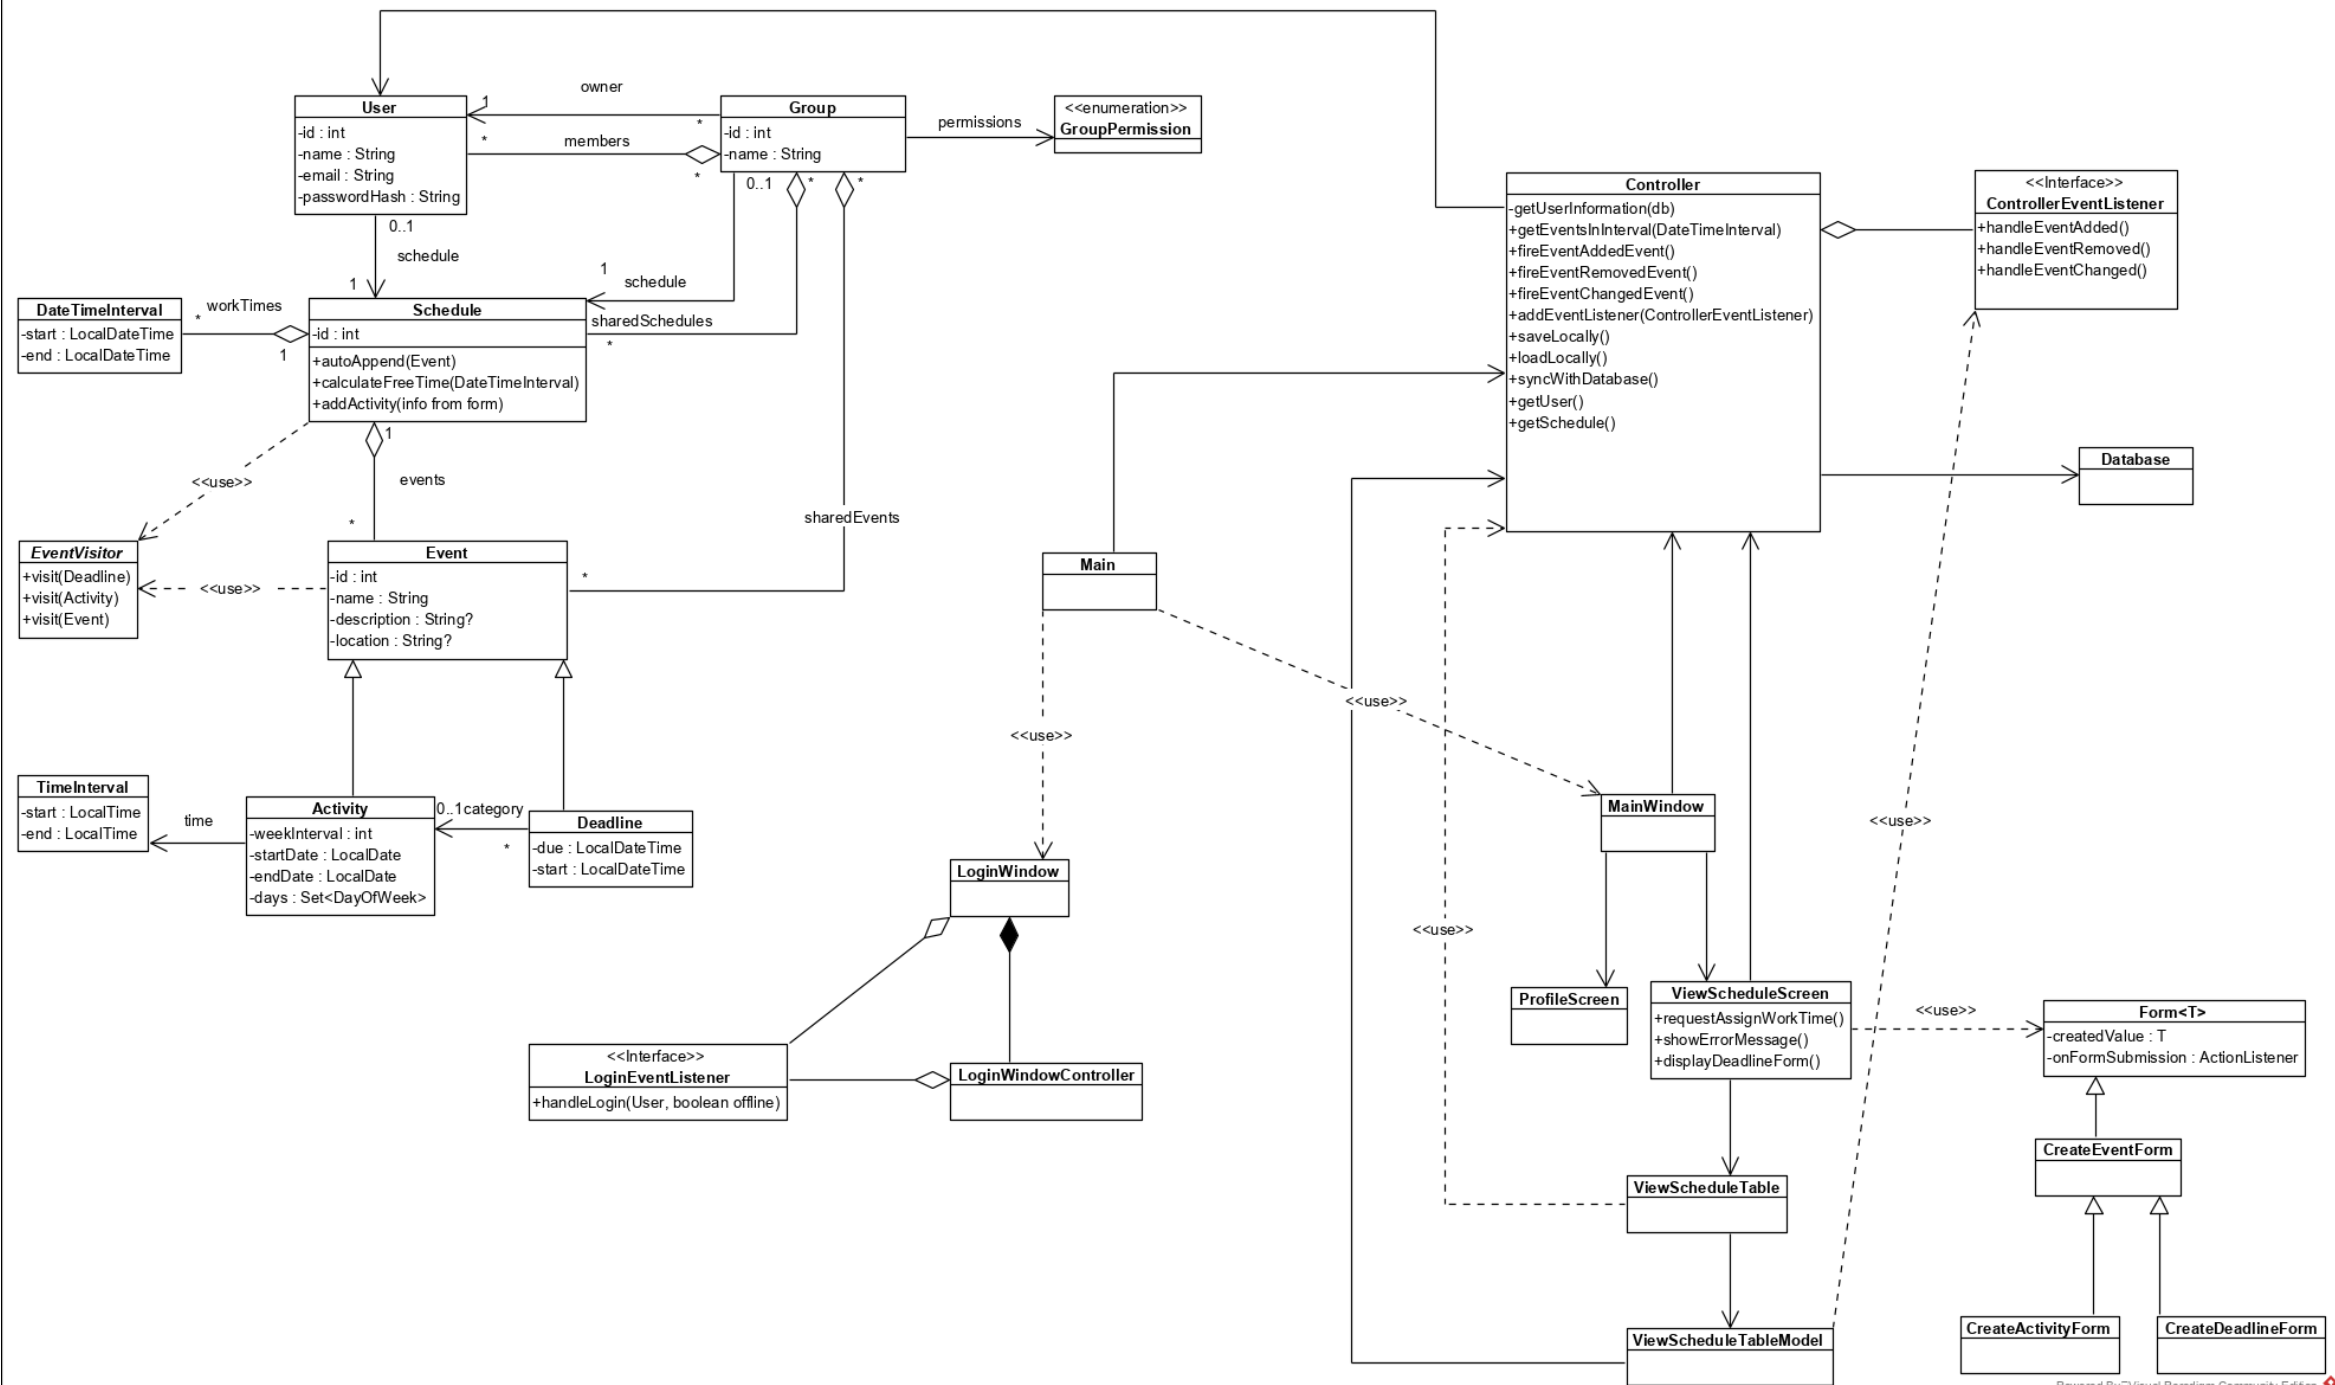 owner
User
-id : int
-name : String
-email : String
-passwordHash : String
1
*
*
members
*
Group
-id : int
-name : String
permissions
<<enumeration>>
GroupPermission
0..1
schedule
1
0..1
*
*
1
schedule
sharedSchedules
*
DateTimeInterval
-start : LocalDateTime
-end : LocalDateTime
workTimes
*
1
Schedule
-id : int
+autoAppend(Event)
+calculateFreeTime(DateTimeInterval)
+addActivity(info from form)
1
events
*
<<use>>
sharedEvents
*
EventVisitor
+visit(Deadline)
+visit(Activity)
+visit(Event)
<<use>>
Event
-id : int
-name : String
-description : String?
-location : String?
TimeInterval
-start : LocalTime
-end : LocalTime
time
Activity
-weekInterval : int
-startDate : LocalDate
-endDate : LocalDate
-days : Set<DayOfWeek>
0..1category
*
Deadline
-due : LocalDateTime
-start : LocalDateTime
Controller
-getUserInformation(db)
+getEventsInInterval(DateTimeInterval)
+fireEventAddedEvent()
+fireEventRemovedEvent()
+fireEventChangedEvent()
+addEventListener(ControllerEventListener)
+saveLocally()
+loadLocally()
+syncWithDatabase()
+getUser()
+getSchedule()
<<Interface>>
ControllerEventListener
+handleEventAdded()
+handleEventRemoved()
+handleEventChanged()
Database
Main
<<use>>
<<use>>
MainWindow
<<use>>
LoginWindow
<<use>>
<<Interface>>
LoginEventListener
+handleLogin(User, boolean offline)
LoginWindowController
ProfileScreen
ViewScheduleScreen
+requestAssignWorkTime()
+showErrorMessage()
+displayDeadlineForm()
<<use>>
Form<T>
-createdValue : T
-onFormSubmission : ActionListener
CreateEventForm
ViewScheduleTable
ViewScheduleTableModel
CreateActivityForm
CreateDeadlineForm